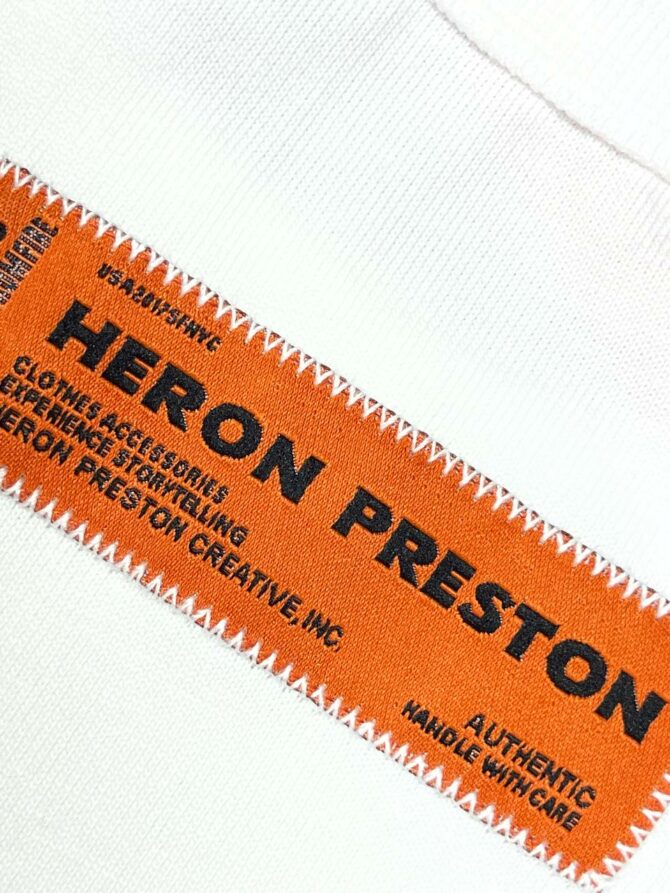 USA2017SFNYC
HERON PRESTON
CLOTHES ACCESSORIES
EXPERIENCE STORYTELLING
HERON PRESTON CREATIVE, INC.
AUTHENTIC
HANDLE WITH CARE